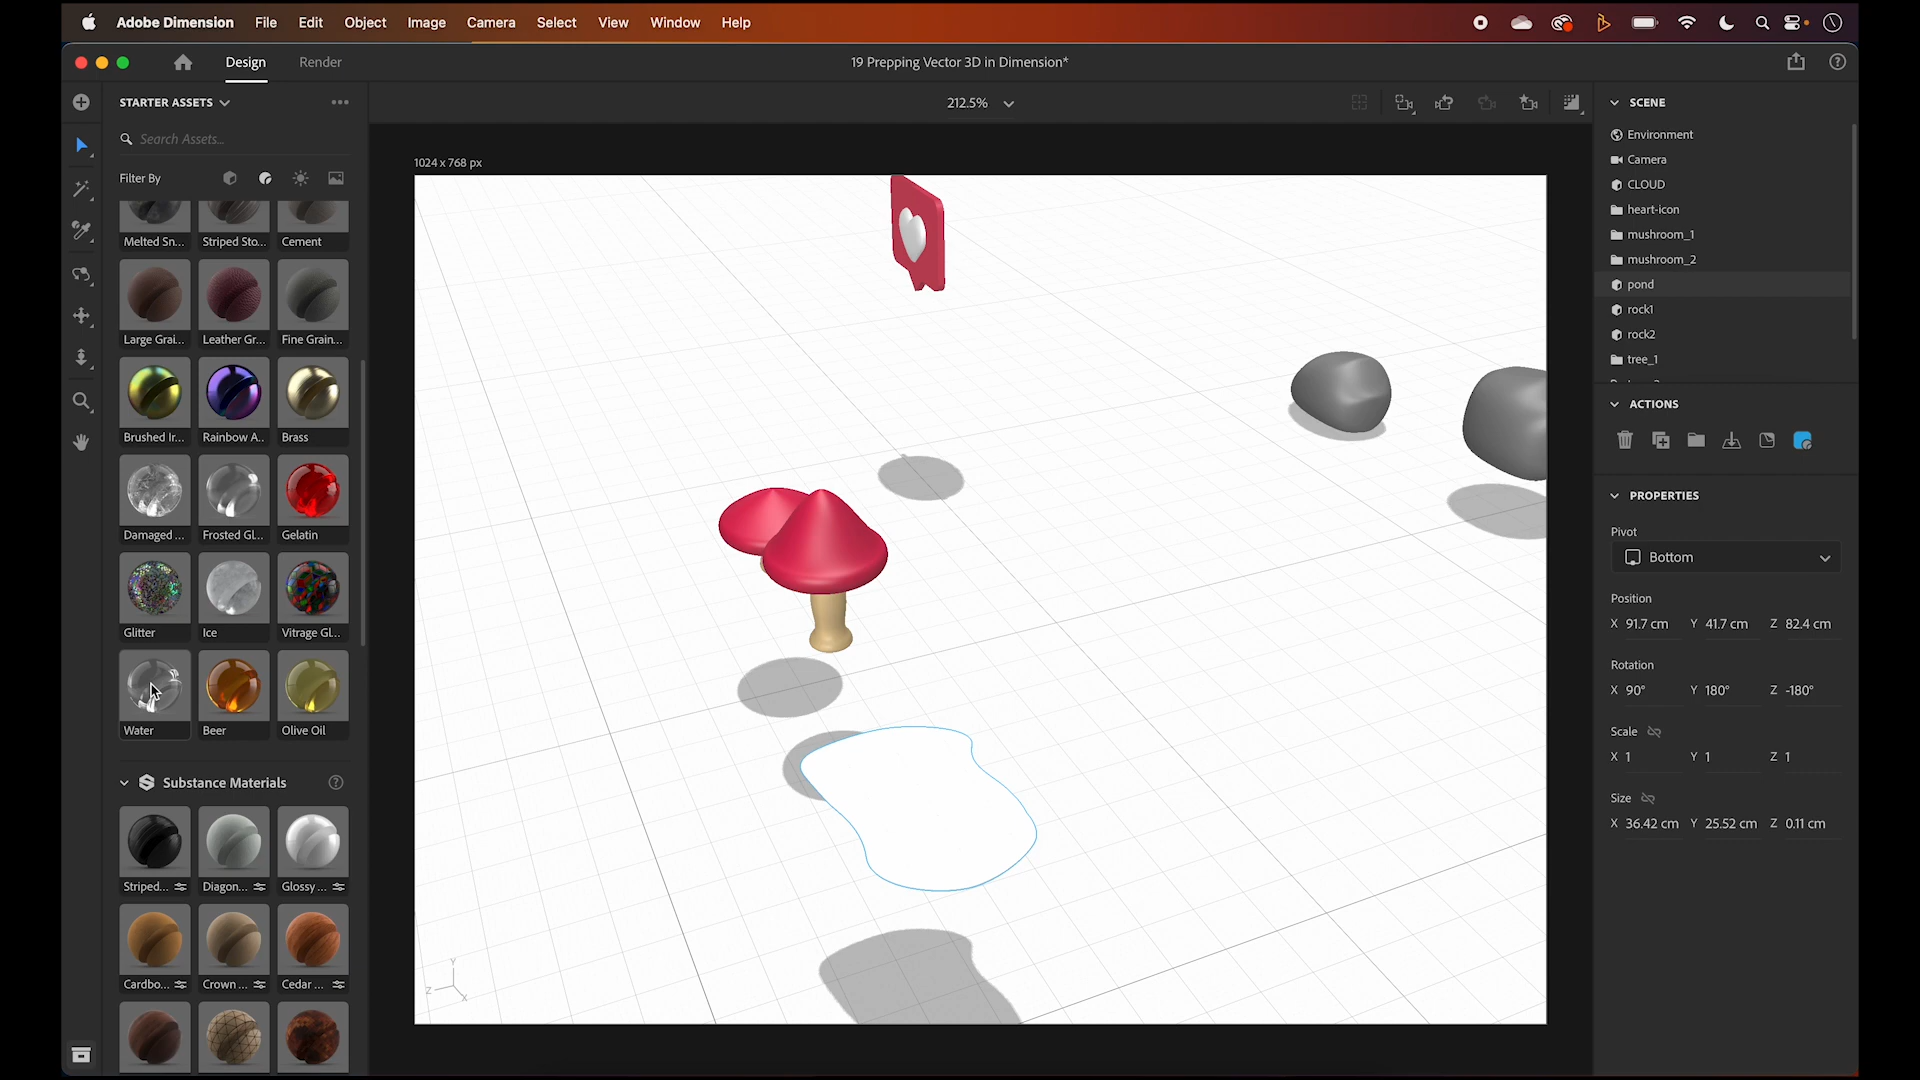 Adobe Dimension File Edit Object Image Camera Select View Window Help
Design Render 19 Prepping Vector 3D in Dimension*
STARTER ASSETS
212.5%
Search Assets...
Filter By
1024 x 768 px
Melted Sn... Striped Sto... Cement
Large Grai... Leather Gr... Fine Grain...
Brushed Ir... Rainbow A.. Brass
Damaged ... Frosted Gl... Gelatin
Glitter Ice Vitrage Gl...
Water Beer Olive Oil
Substance Materials
Striped... Diagon... Glossy ...
Cardbo... Crown ... Cedar ...
Y
Z
X
SCENE
Environment
Camera
CLOUD
heart-icon
mushroom_1
mushroom_2
pond
rock1
rock2
tree_1
ACTIONS
PROPERTIES
Pivot
Bottom
Position
X 91.7 cm Y 41.7 cm Z 82.4 cm
Rotation
X 90° Y 180° Z -180°
Scale
X 1 Y 1 Z 1
Size
X 36.42 cm Y 25.52 cm Z 0.11 cm